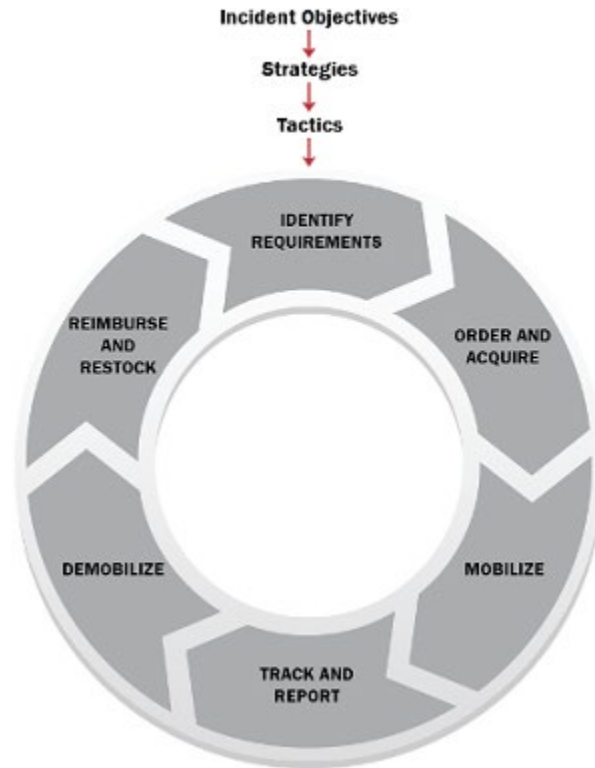 Incident Objectives
Strategies
Tactics
IDENTIFY
REQUIREMENTS
ORDER AND
ACQUIRE
MOBILIZE
TRACK AND
REPORT
DEMOBILIZE
REIMBURSE
AND
RESTOCK